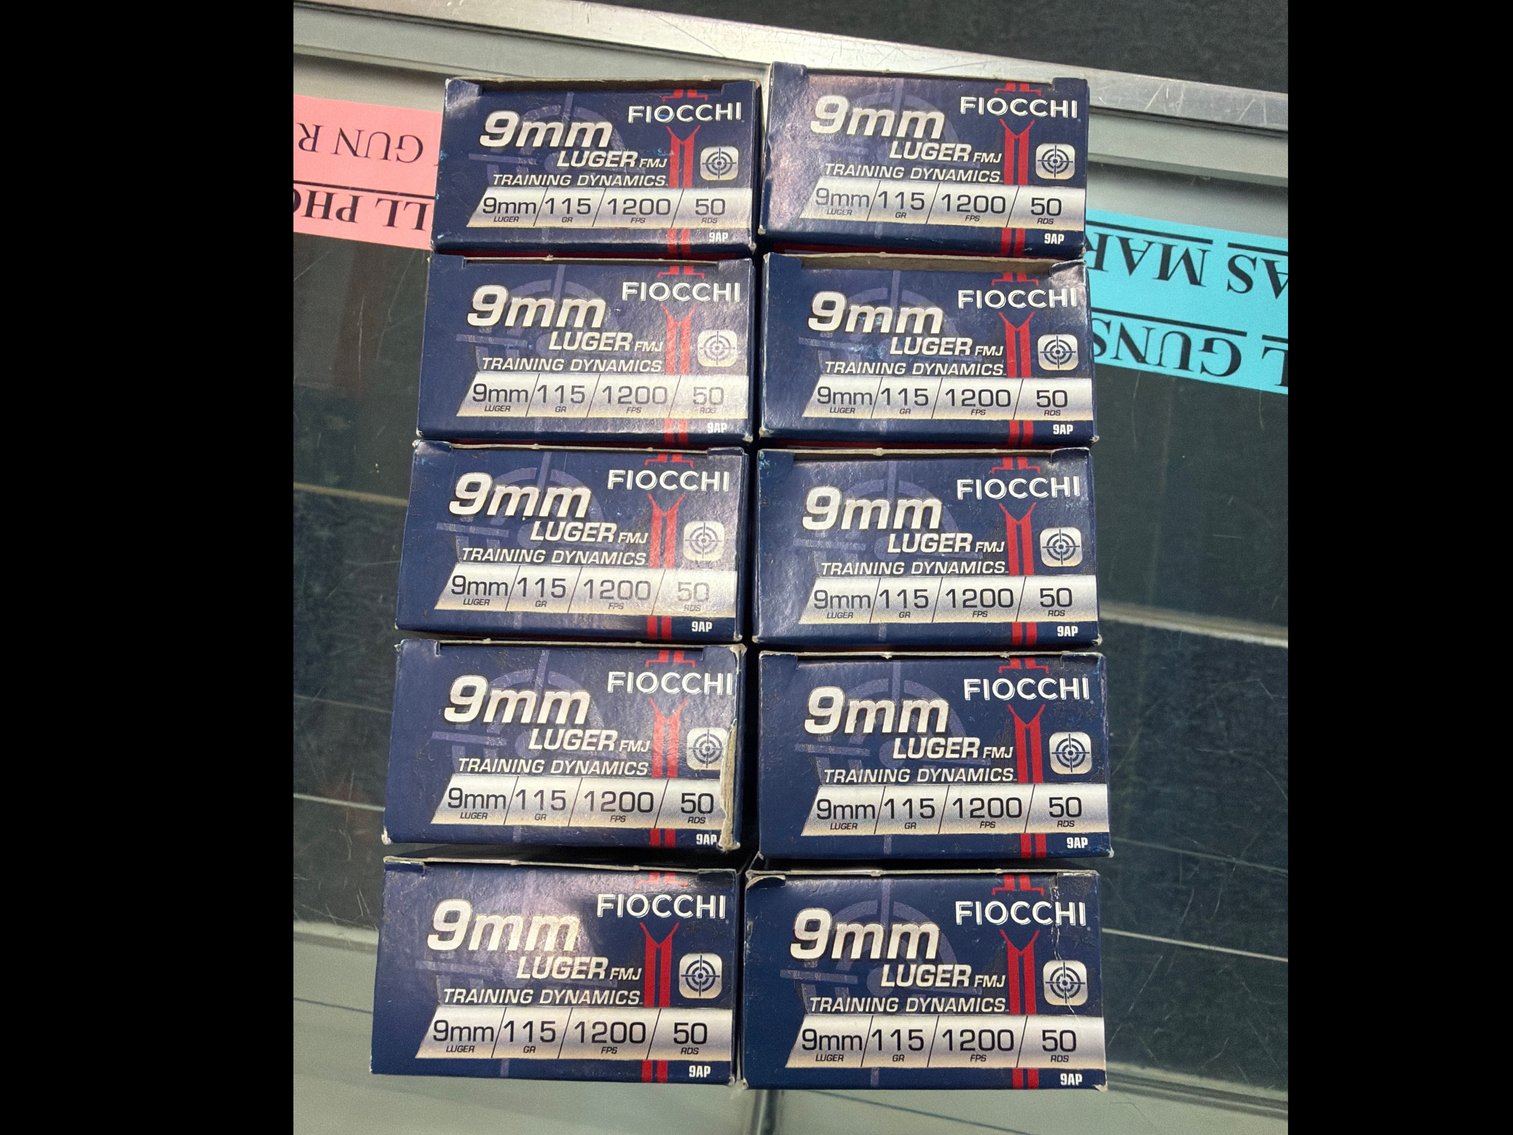 GUN R
LL PH
AS MA
LL GUNS
FIOCCHI
9mm
LUGER FMJ
TRAINING DYNAMICS
9mm 115 1200 50
LUGER GR FPS RDS
9AP
FIOCCHI
9mm
LUGER FMJ
TRAINING DYNAMICS
9mm 115 1200 50
LUGER GR FPS RDS
9AP
FIOCCHI
9mm
LUGER FMJ
TRAINING DYNAMICS
9mm 115 1200 50
LUGER GR FPS RDS
9AP
FIOCCHI
9mm
LUGER FMJ
TRAINING DYNAMICS
9mm 115 1200 50
LUGER GR FPS RDS
9AP
FIOCCHI
9mm
LUGER FMJ
TRAINING DYNAMICS
9mm 115 1200 50
LUGER GR FPS RDS
9AP
FIOCCHI
9mm
LUGER FMJ
TRAINING DYNAMICS
9mm 115 1200 50
LUGER GR FPS RDS
9AP
FIOCCHI
9mm
LUGER FMJ
TRAINING DYNAMICS
9mm 115 1200 50
LUGER GR FPS RDS
9AP
FIOCCHI
9mm
LUGER FMJ
TRAINING DYNAMICS
9mm 115 1200 50
LUGER GR FPS RDS
9AP
FIOCCHI
9mm
LUGER FMJ
TRAINING DYNAMICS
9mm 115 1200 50
LUGER GR FPS RDS
9AP
FIOCCHI
9mm
LUGER FMJ
TRAINING DYNAMICS
9mm 115 1200 50
LUGER GR FPS RDS
9AP